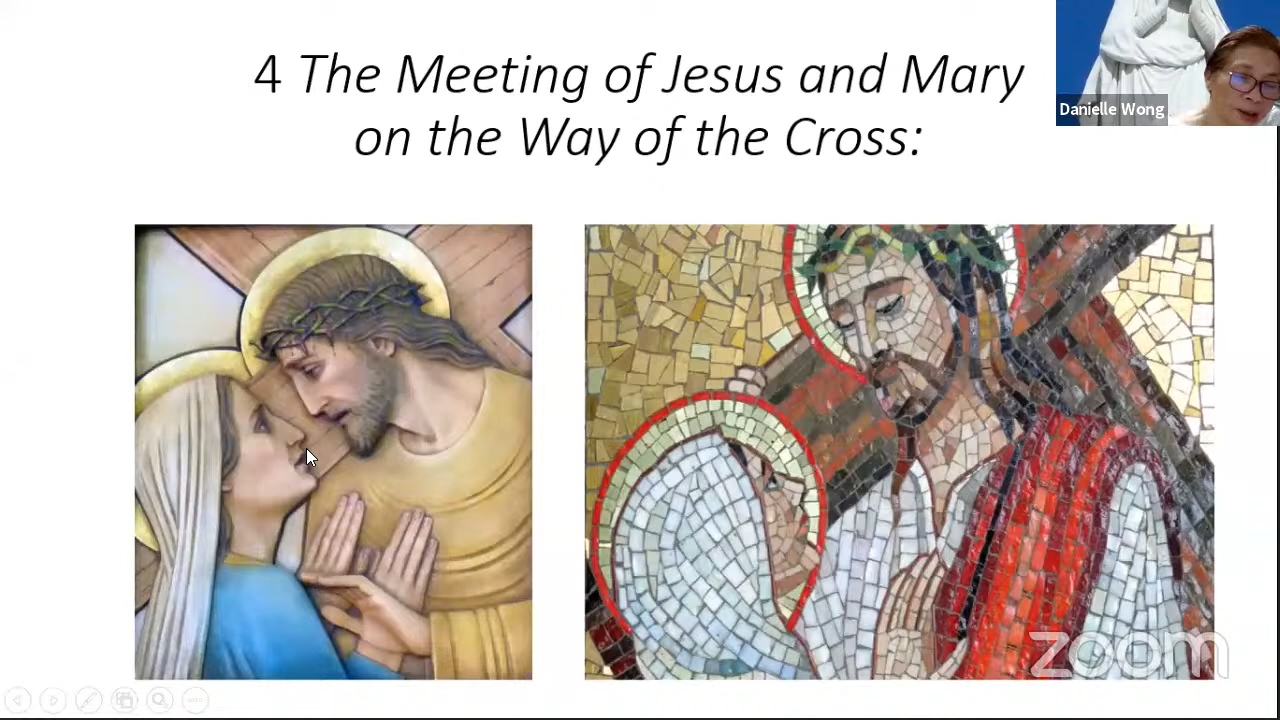 4 The Meeting of Jesus and Mary
on the Way of the Cross:
Danielle Wong
zoom